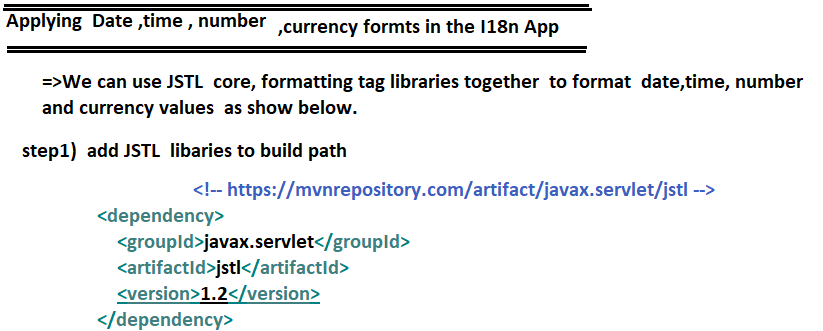 Applying Date ,time , number ,currency formts in the I18n App
=>We can use JSTL core, formatting tag libraries together to format date,time, number
and currency values as show below.
step1) add JSTL libaries to build path
<!-- https://mvnrepository.com/artifact/javax.servlet/jstl -->
<dependency>
<groupId>javax.servlet</groupId>
<artifactId>jstl</artifactId>
<version>1.2</version>
</dependency>